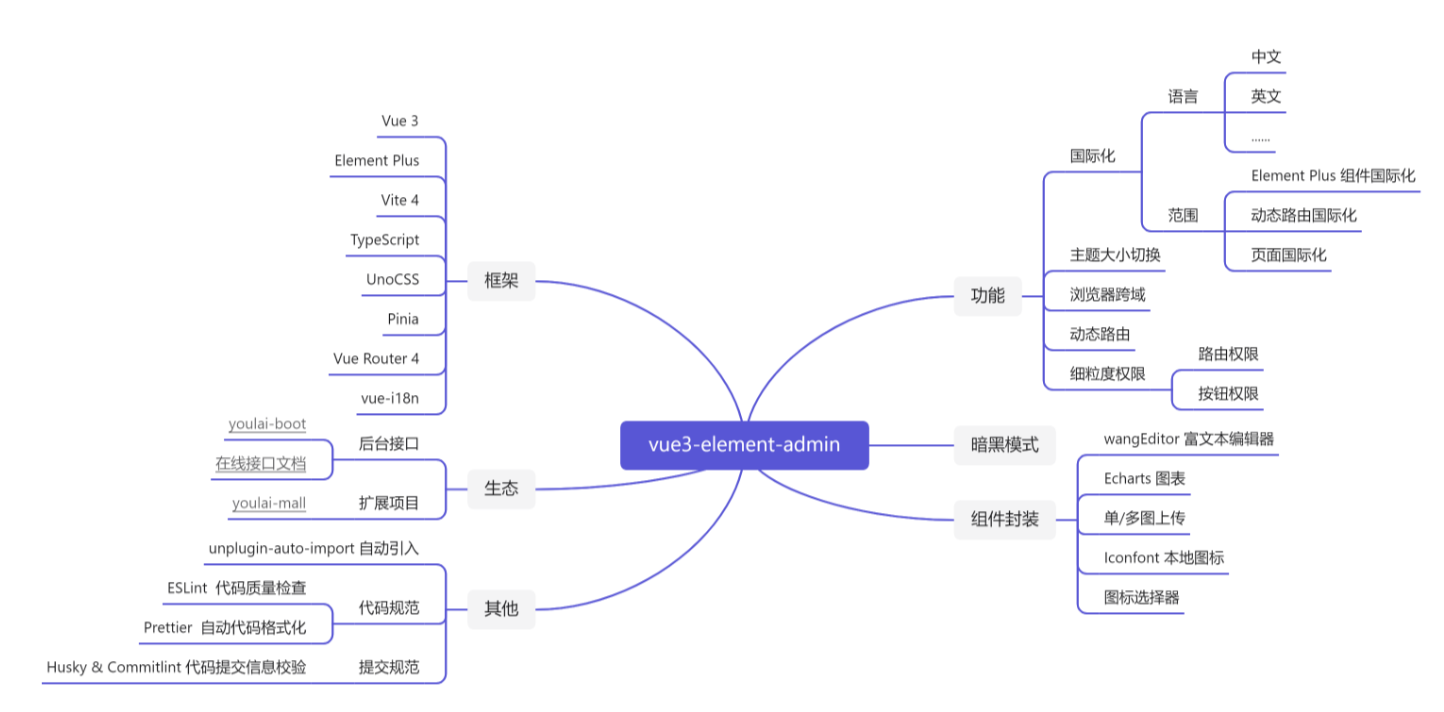 vue3-element-admin
框架
Vue 3
Element Plus
Vite 4
TypeScript
UnoCSS
Pinia
Vue Router 4
vue-i18n
生态
后台接口
youlai-boot
在线接口文档
扩展项目
youlai-mall
其他
unplugin-auto-import 自动引入
代码规范
ESLint 代码质量检查
Prettier 自动代码格式化
提交规范
Husky & Commitlint 代码提交信息校验
功能
国际化
语言
中文
英文
......
范围
Element Plus 组件国际化
动态路由国际化
页面国际化
主题大小切换
浏览器跨域
动态路由
细粒度权限
路由权限
按钮权限
暗黑模式
组件封装
wangEditor 富文本编辑器
Echarts 图表
单/多图上传
Iconfont 本地图标
图标选择器